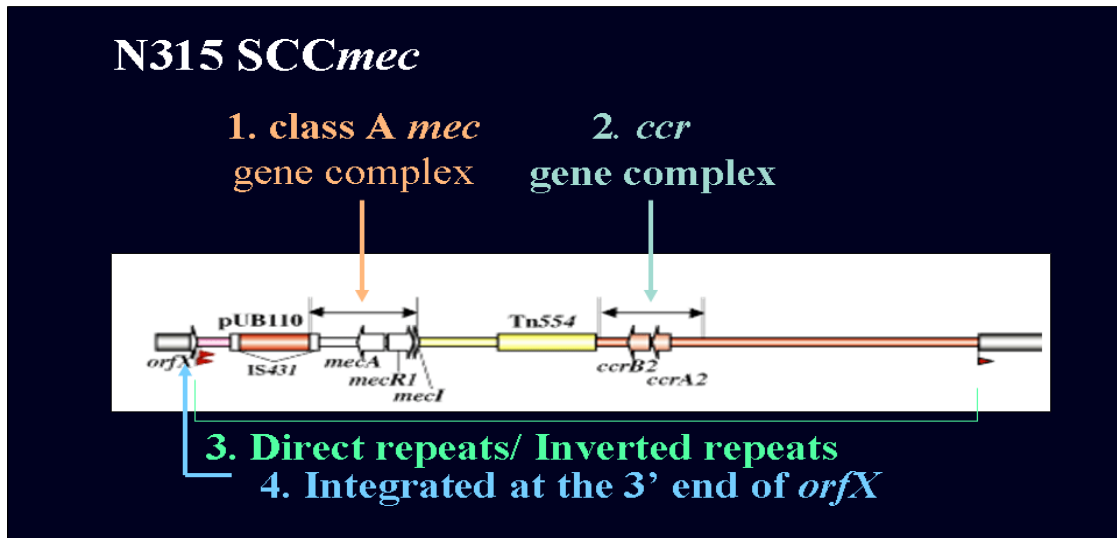 N315 SCCmec
1. class A mec
gene complex
2. ccr
gene complex
pUB110
Tn554
orfX
IS431
mecA
mecR1
mecI
ccrB2
ccrA2
3. Direct repeats/ Inverted repeats
4. Integrated at the 3’ end of orfX